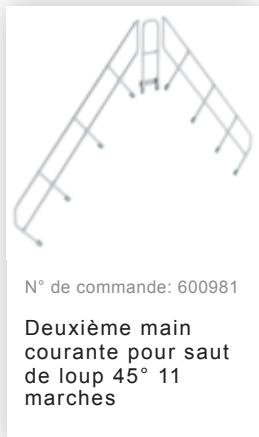 N° de commande: 600981
Deuxième main
courante pour saut
de loup 45° 11
marches